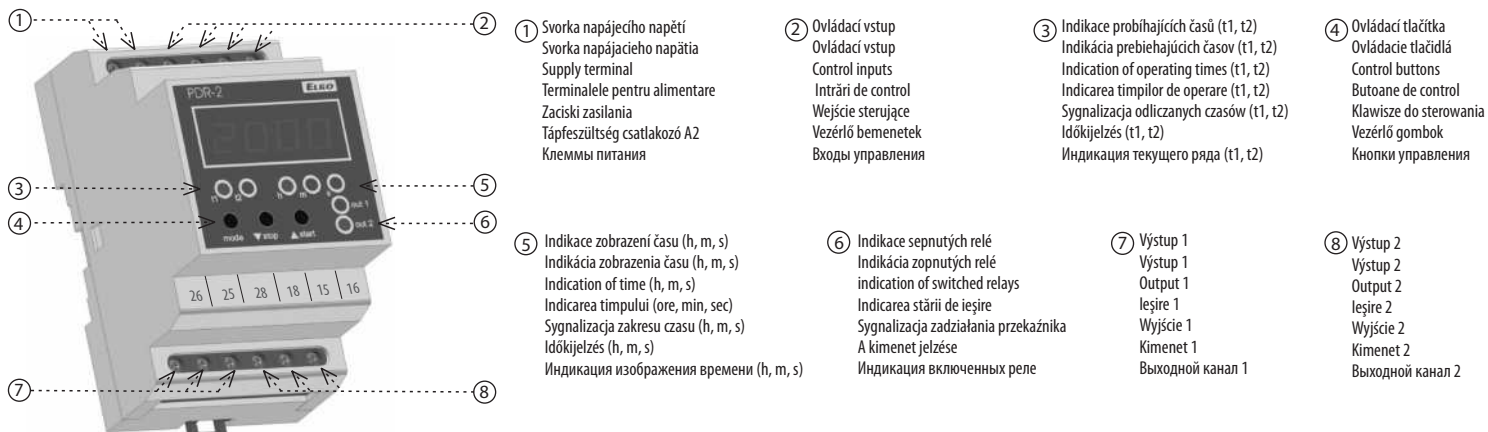 1
2
3
4
5
6
7
8
PDR-2
ELKO
2000
t1 t2 h m s
out 1
out 2
mode ▼ stop ▲ start
26 25 28 18 15 16
1 Svorka napájecího napětí
Svorka napájacieho napätia
Supply terminal
Terminalele pentru alimentare
Zaciski zasilania
Tápfeszültség csatlakozó A2
Клеммы питания
2 Ovládací vstup
Ovládací vstup
Control inputs
Intrări de control
Wejście sterujące
Vezérlő bemenetek
Входы управления
3 Indikace probíhajících časů (t1, t2)
Indikácia prebiehajúcich časov (t1, t2)
Indication of operating times (t1, t2)
Indicarea timpilor de operare (t1, t2)
Sygnalizacja odliczanych czasów (t1, t2)
Időkijelzés (t1, t2)
Индикация текущего ряда (t1, t2)
4 Ovládací tlačítka
Ovládacie tlačidlá
Control buttons
Butoane de control
Klawisze do sterowania
Vezérlő gombok
Кнопки управления
5 Indikace zobrazení času (h, m, s)
Indikácia zobrazenia času (h, m, s)
Indication of time (h, m, s)
Indicarea timpului (ore, min, sec)
Sygnalizacja zakresu czasu (h, m, s)
Időkijelzés (h, m, s)
Индикация изображения времени (h, m, s)
6 Indikace sepnutých relé
Indikácia zopnutých relé
indication of switched relays
Indicarea stării de ieşire
Sygnalizacja zadziałania przekaźnika
A kimenet jelzése
Индикация включенных реле
7 Výstup 1
Výstup 1
Output 1
Ieşire 1
Wyjście 1
Kimenet 1
Выходной канал 1
8 Výstup 2
Výstup 2
Output 2
Ieşire 2
Wyjście 2
Kimenet 2
Выходной канал 2